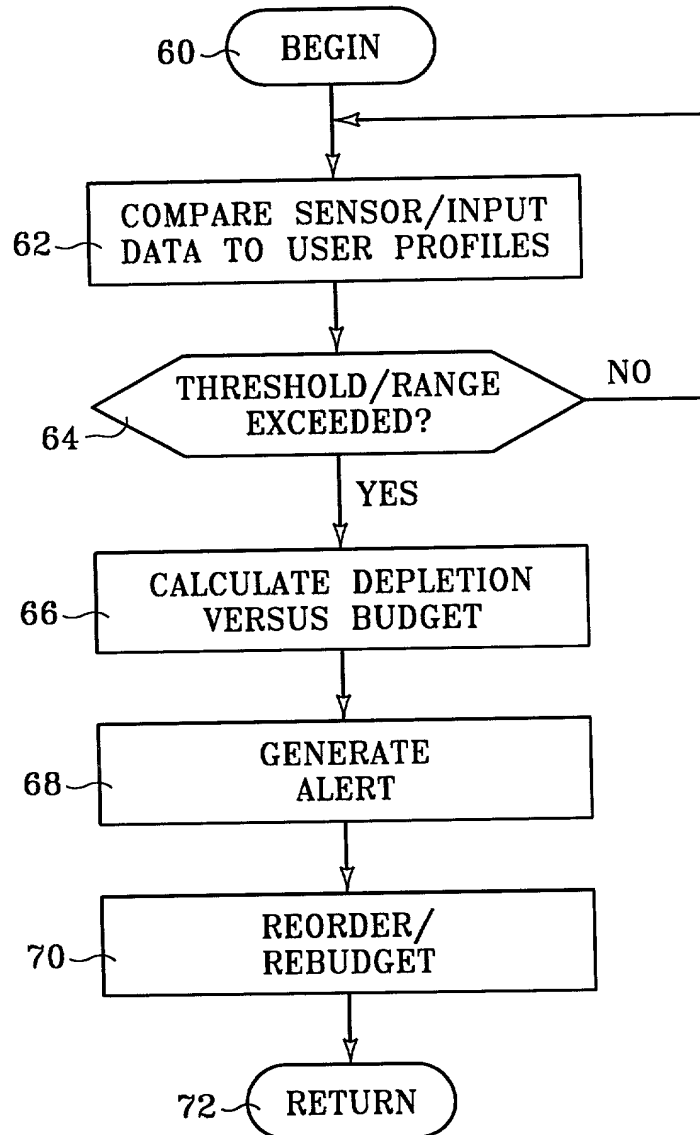 60 BEGIN
COMPARE SENSOR/INPUT
62 DATA TO USER PROFILES
THRESHOLD/RANGE
EXCEEDED?
NO
64
YES
CALCULATE DEPLETION
66 VERSUS BUDGET
GENERATE
68 ALERT
REORDER/
70 REBUDGET
72 RETURN